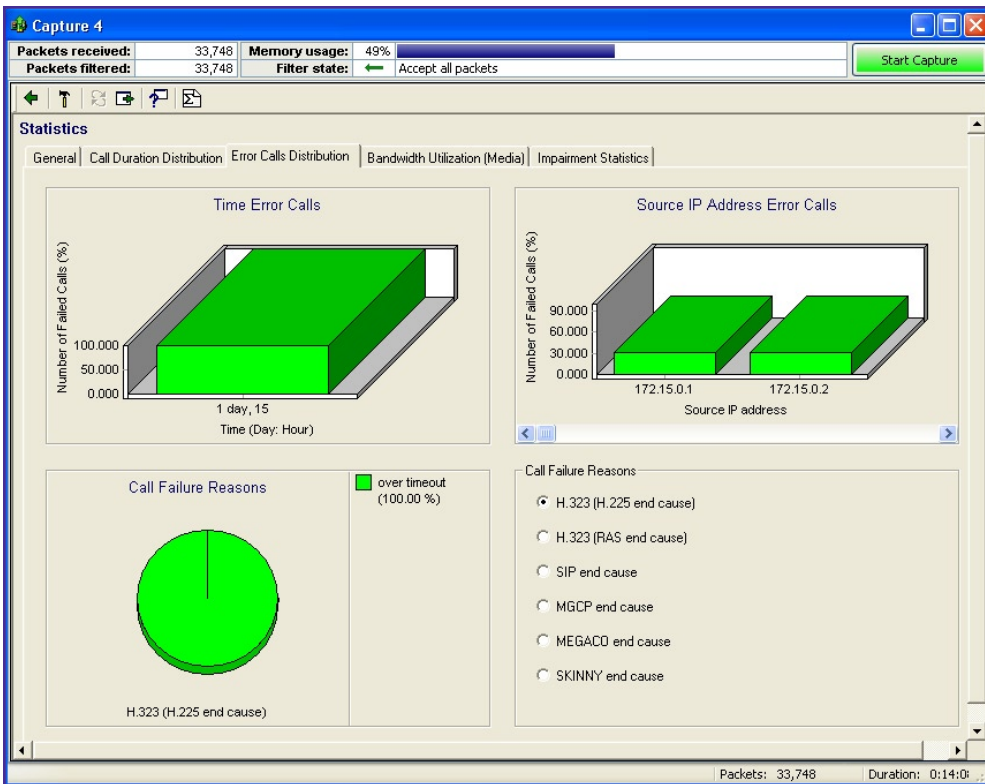 Capture 4
Packets received: 33,748 Memory usage: 49%
Packets filtered: 33,748 Filter state: Accept all packets
Start Capture
Statistics
General Call Duration Distribution Error Calls Distribution Bandwidth Utilization (Media) Impairment Statistics
Time Error Calls
Number of Failed Calls (%)
100.000
50.000
0.000
1 day, 15
Time (Day: Hour)
Source IP Address Error Calls
Number of Failed Calls (%)
90.000
60.000
30.000
0.000
172.15.0.1 172.15.0.2
Source IP address
Call Failure Reasons
over timeout
(100.00 %)
H.323 (H.225 end cause)
Call Failure Reasons
H.323 (H.225 end cause)
H.323 (RAS end cause)
SIP end cause
MGCP end cause
MEGACO end cause
SKINNY end cause
Packets: 33,748 Duration: 0:14:0